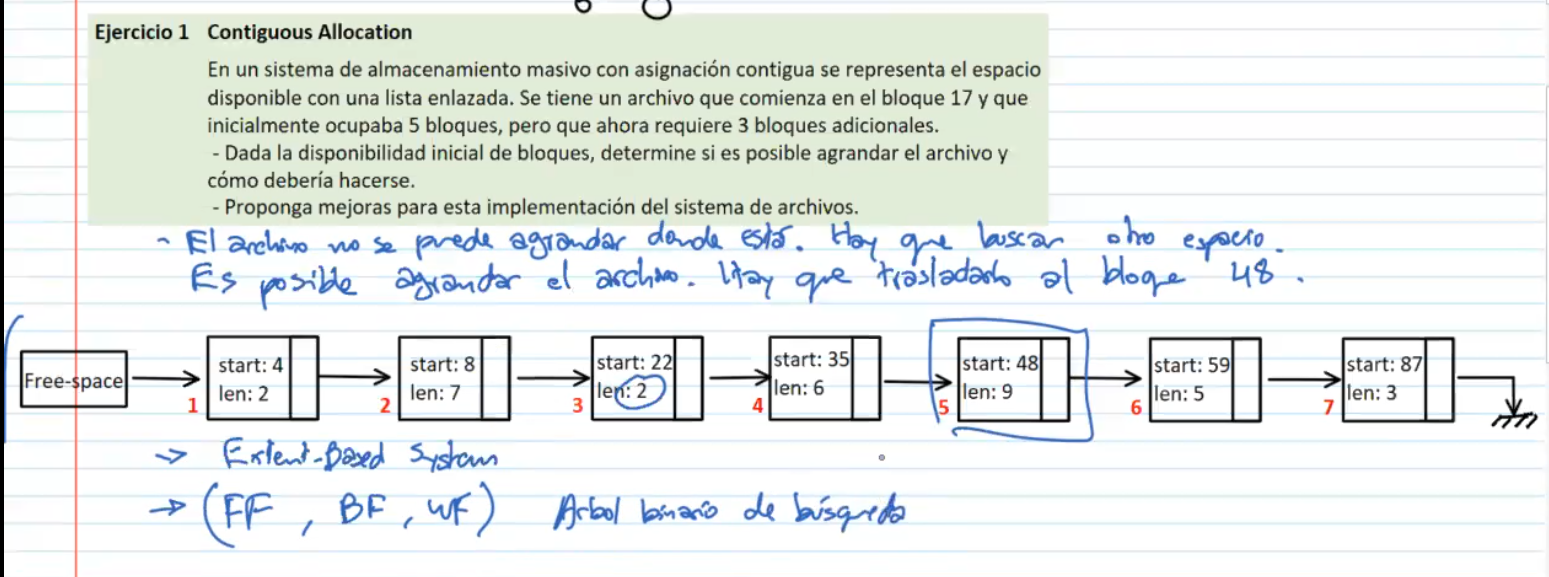 Ejercicio 1 Contiguous Allocation
En un sistema de almacenamiento masivo con asignación contigua se representa el espacio
disponible con una lista enlazada. Se tiene un archivo que comienza en el bloque 17 y que
inicialmente ocupaba 5 bloques, pero que ahora requiere 3 bloques adicionales.
- Dada la disponibilidad inicial de bloques, determine si es posible agrandar el archivo y
cómo debería hacerse.
- Proponga mejoras para esta implementación del sistema de archivos.
- El archivo no se puede agrandar donde está. Hay que buscar otro espacio.
Es posible agrandar el archivo. Hay que trasladarlo al bloque 48.
Free-space
start: 4
len: 2
1
start: 8
len: 7
2
start: 22
len: 2
3
start: 35
len: 6
4
start: 48
len: 9
5
start: 59
len: 5
6
start: 87
len: 3
7
→ Extent-Based System
→ (FF, BF, WF) Arbol binario de búsqueda